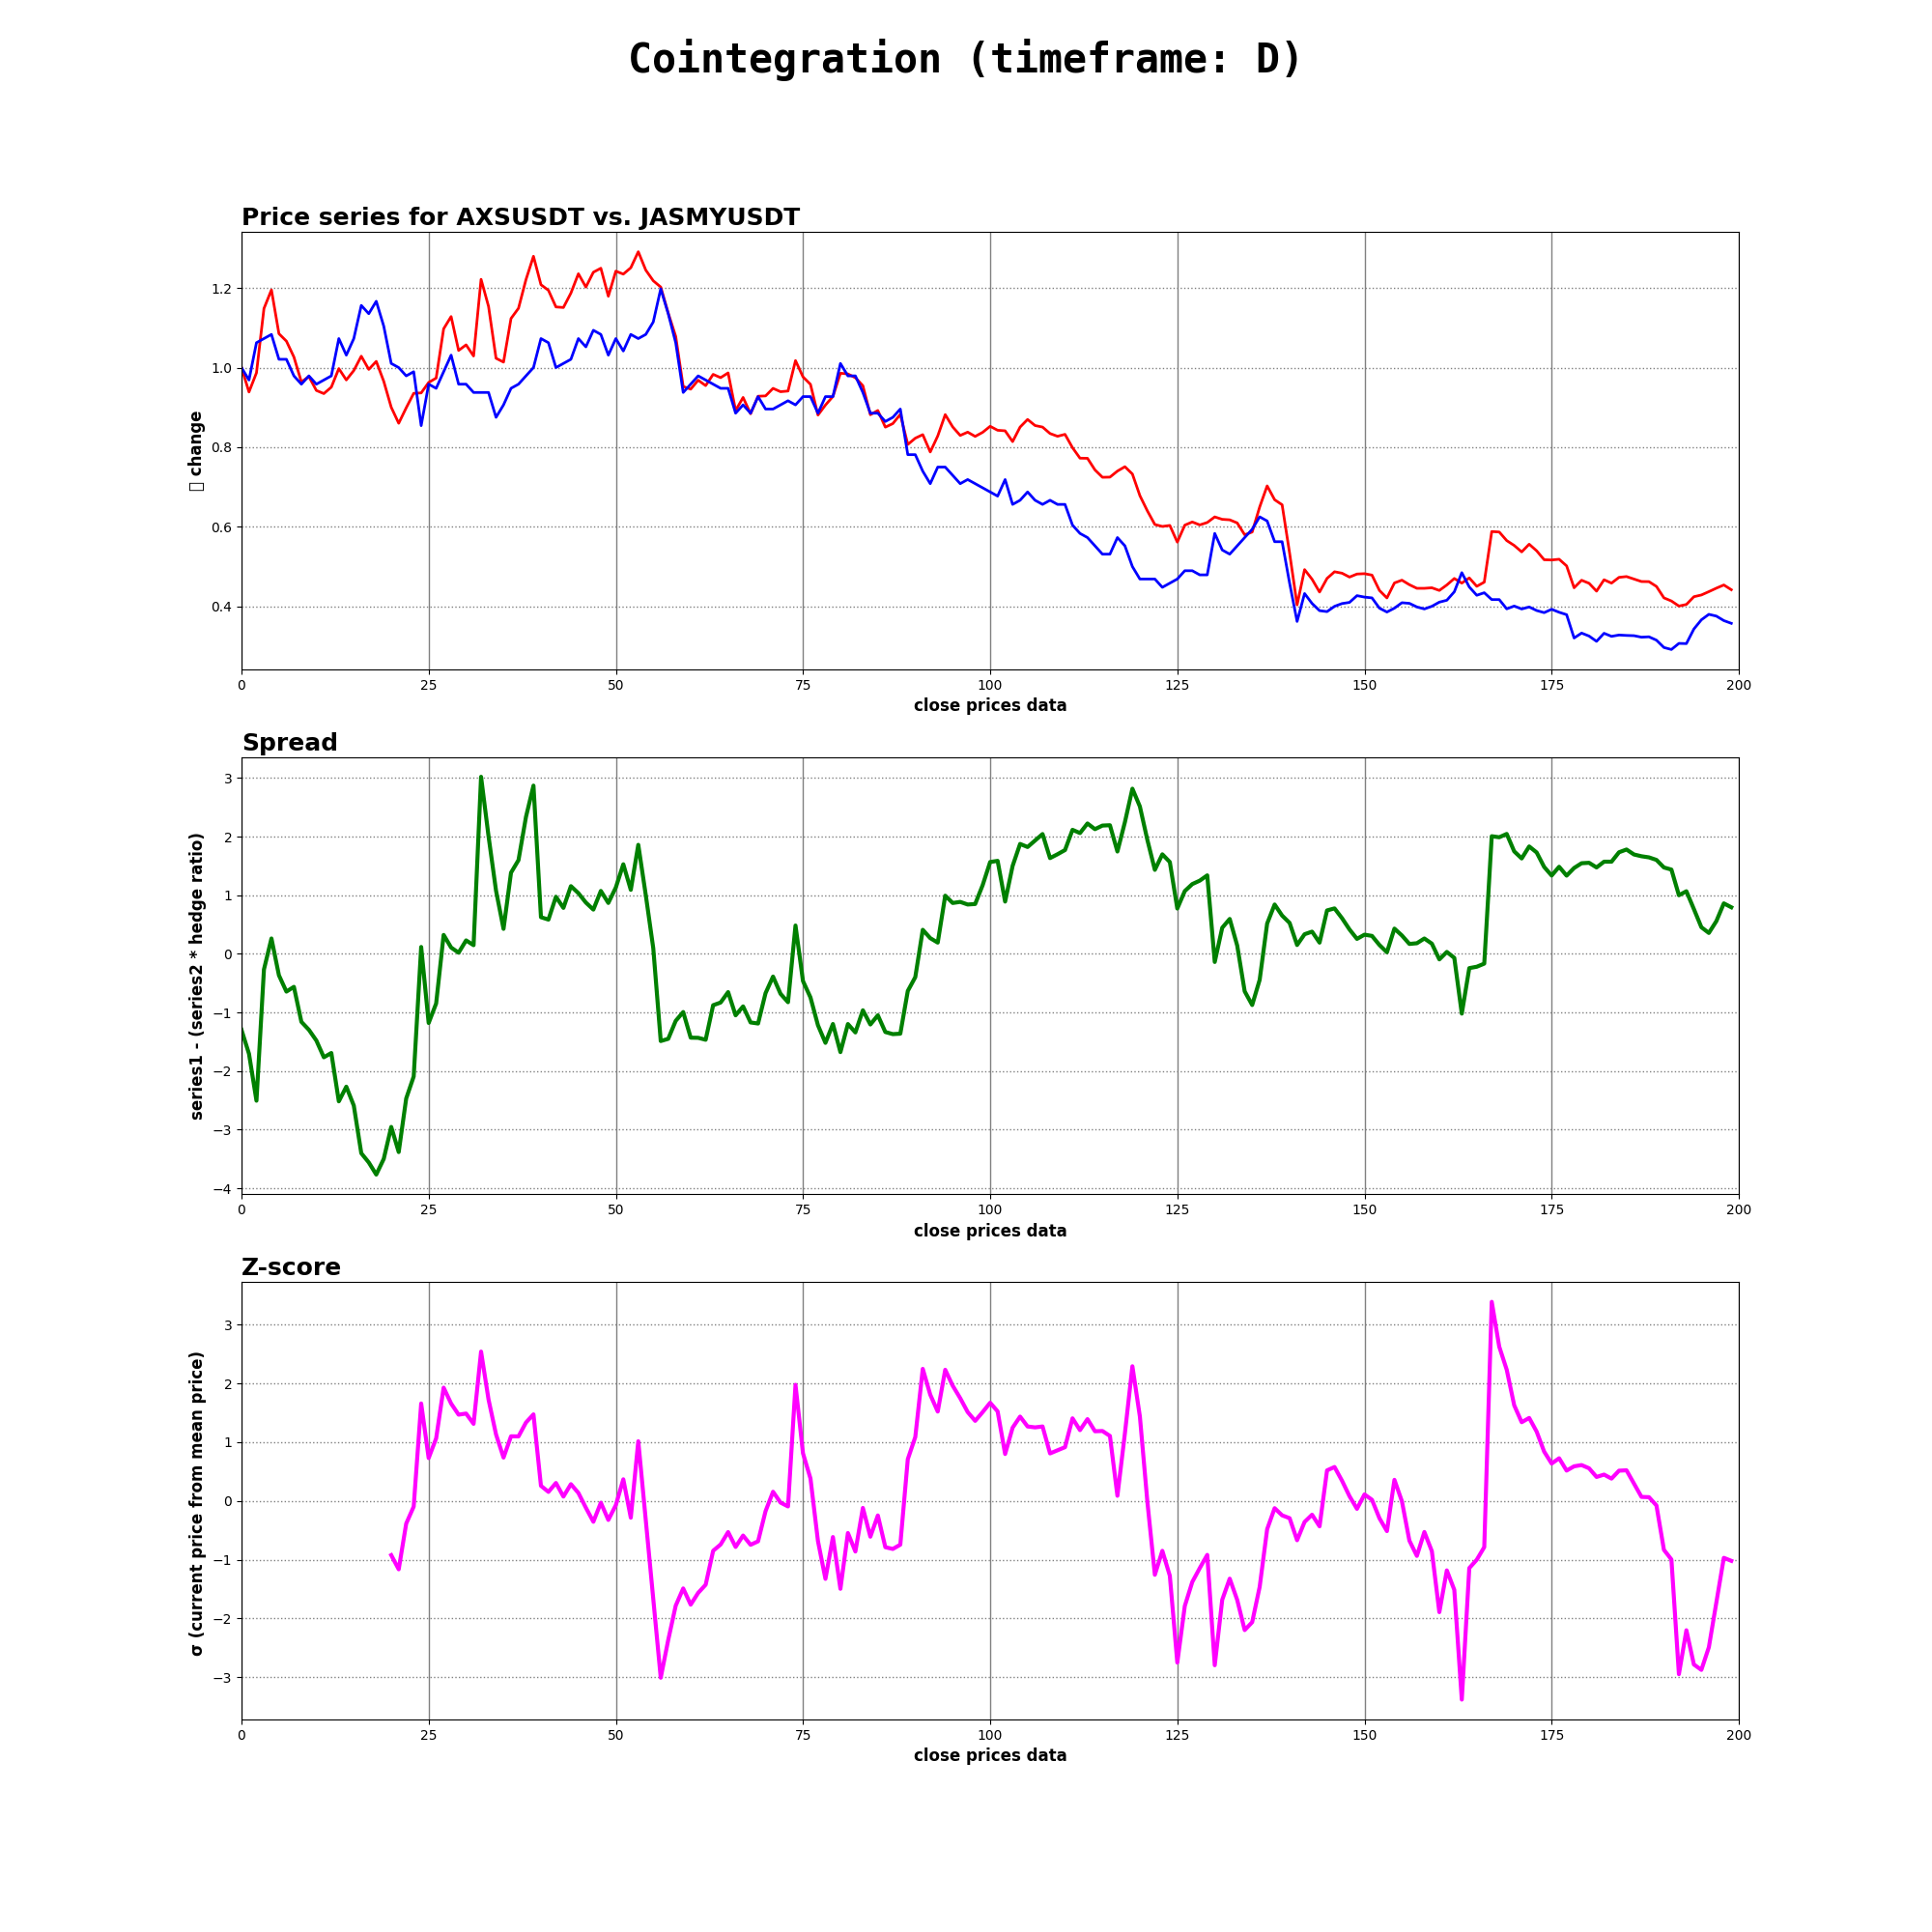 Cointegration (timeframe: D)
Price series for AXSUSDT vs. JASMYUSDT
change
1.2
1.0
0.8
0.6
0.4
0 25 50 75 100 125 150 175 200
close prices data
Spread
series1 - (series2 * hedge ratio)
3
2
1
0
−1
−2
−3
−4
0 25 50 75 100 125 150 175 200
close prices data
Z-score
σ (current price from mean price)
3
2
1
0
−1
−2
−3
0 25 50 75 100 125 150 175 200
close prices data